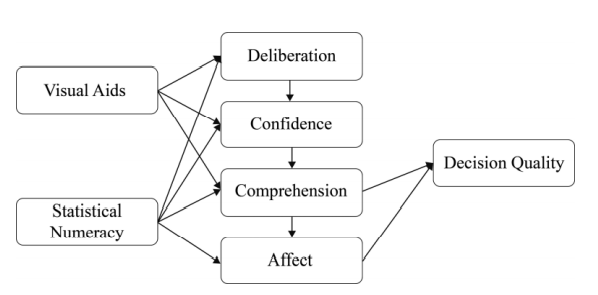 Visual Aids
Statistical
Numeracy
Deliberation
Confidence
Comprehension
Affect
Decision Quality